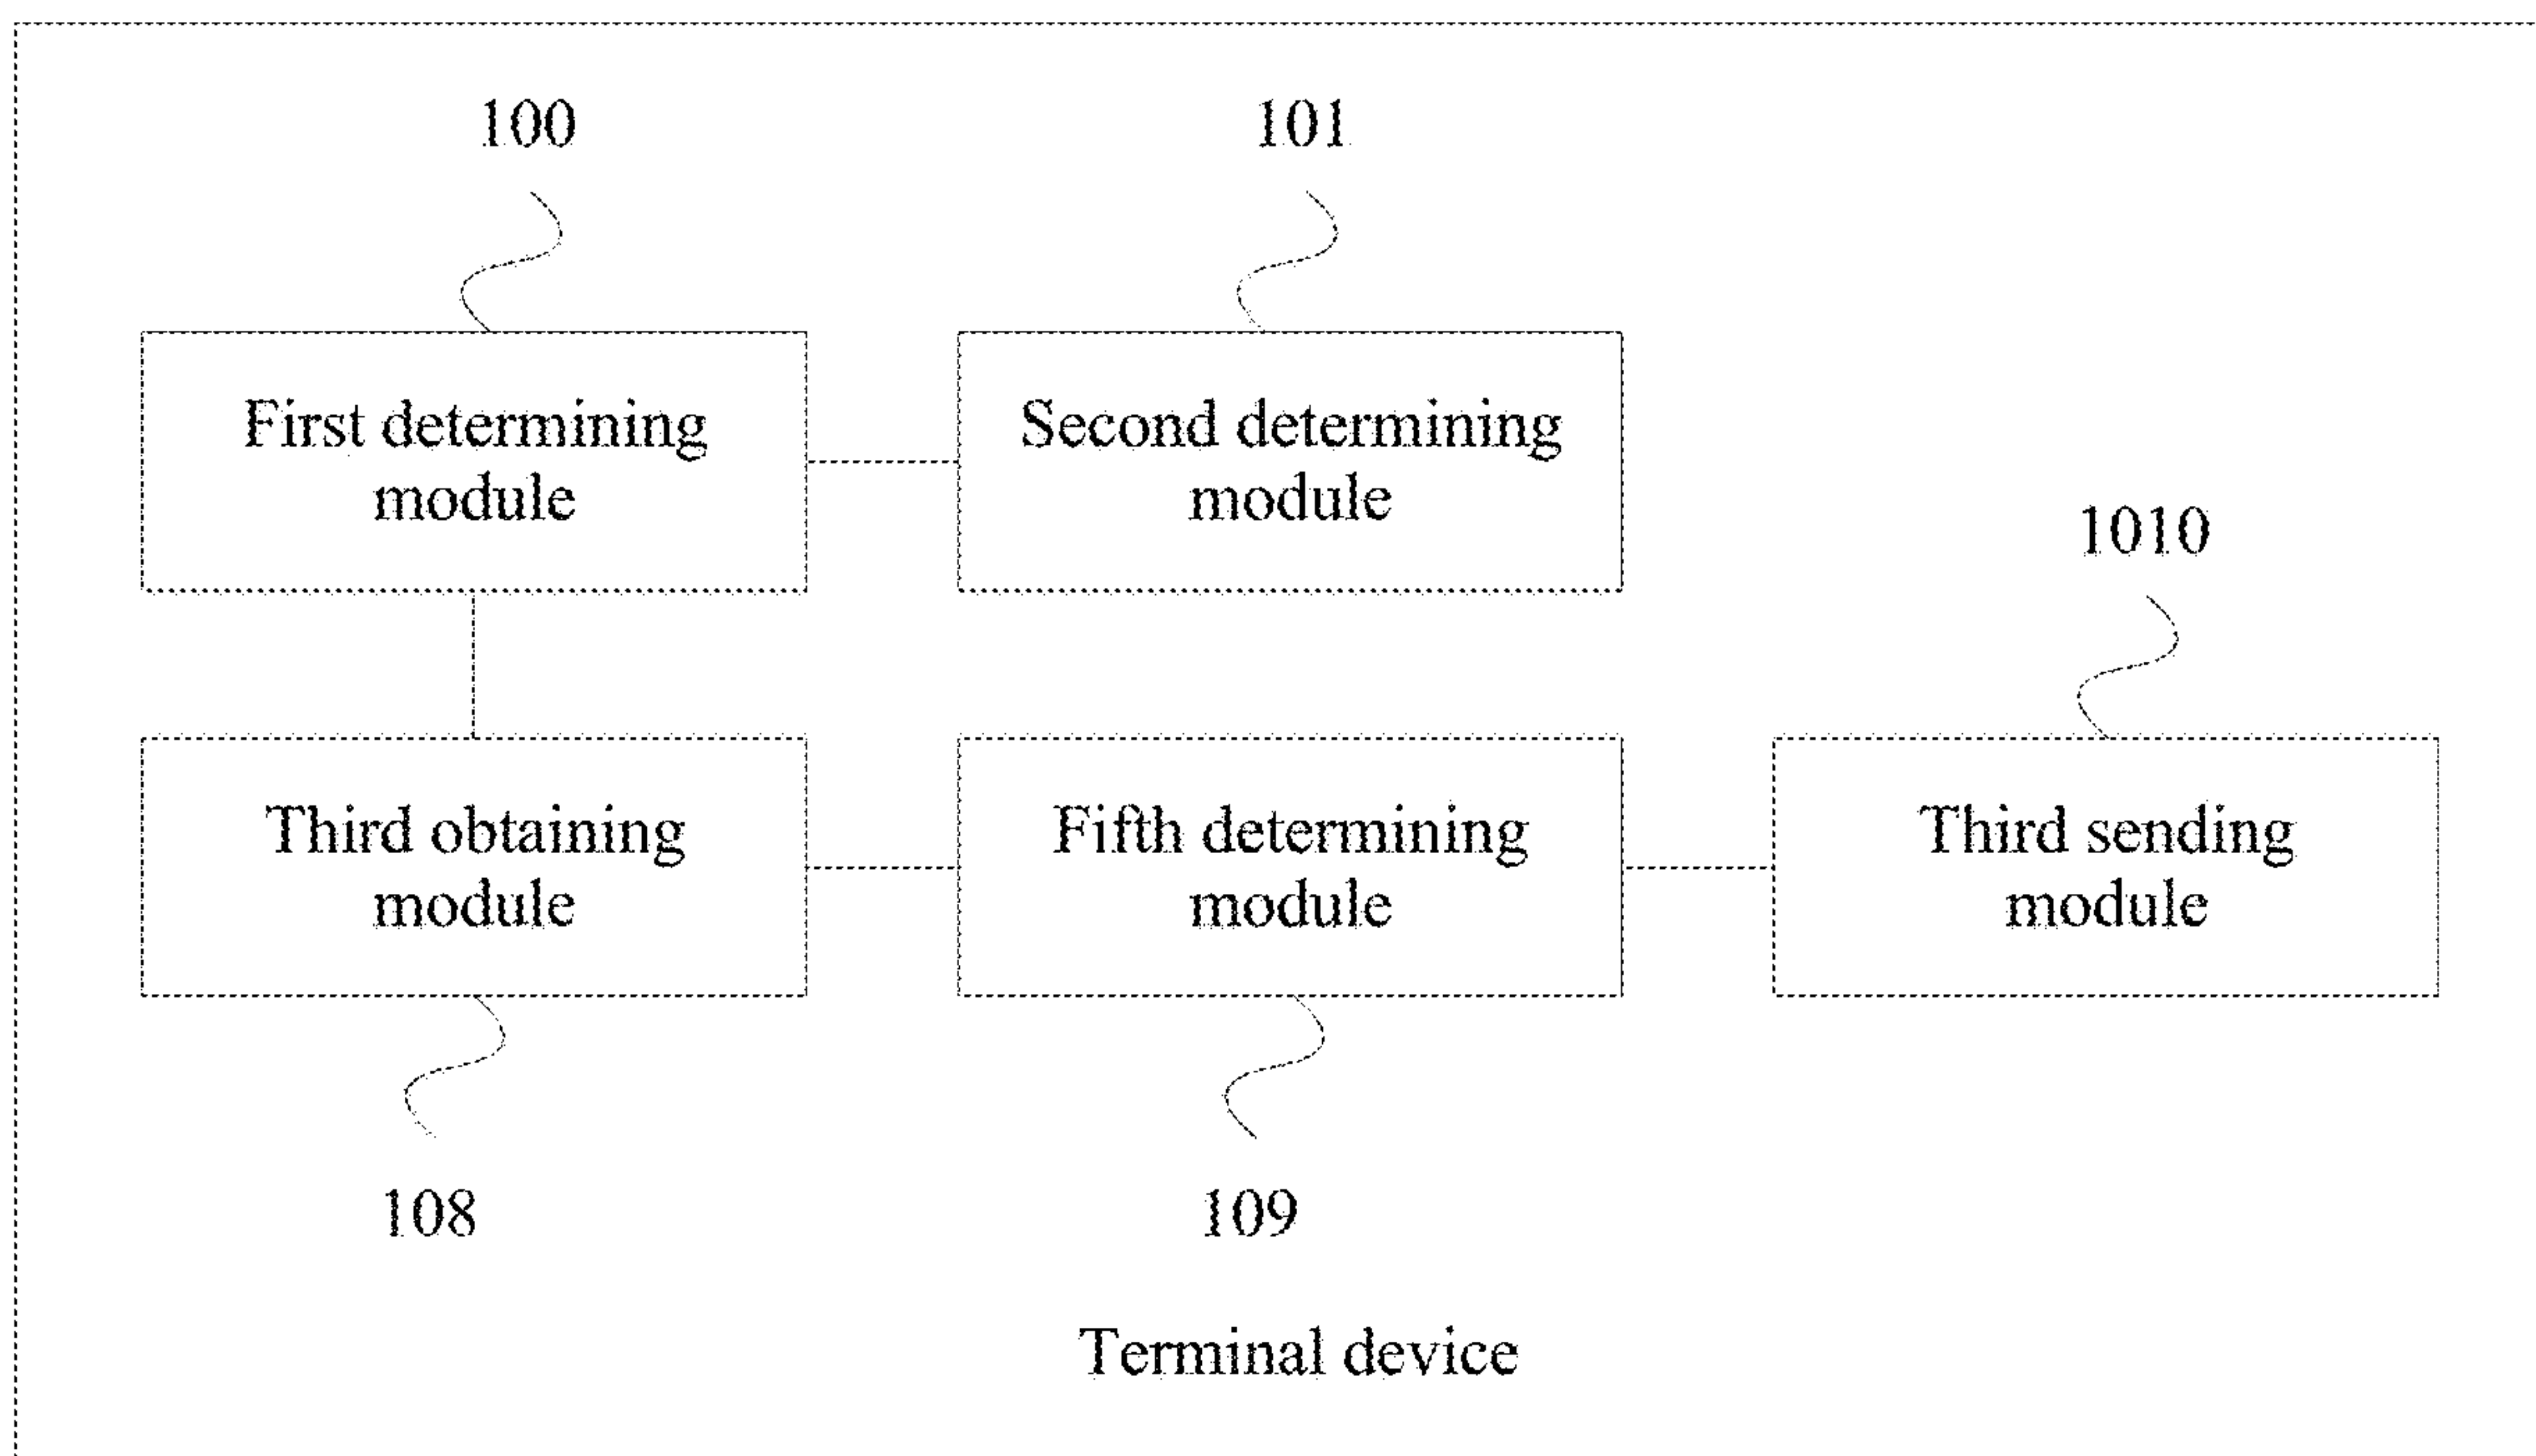 100
101
First determining
module
Second determining
module
1010
Third obtaining
module
Fifth determining
module
Third sending
module
108
109
Terminal device